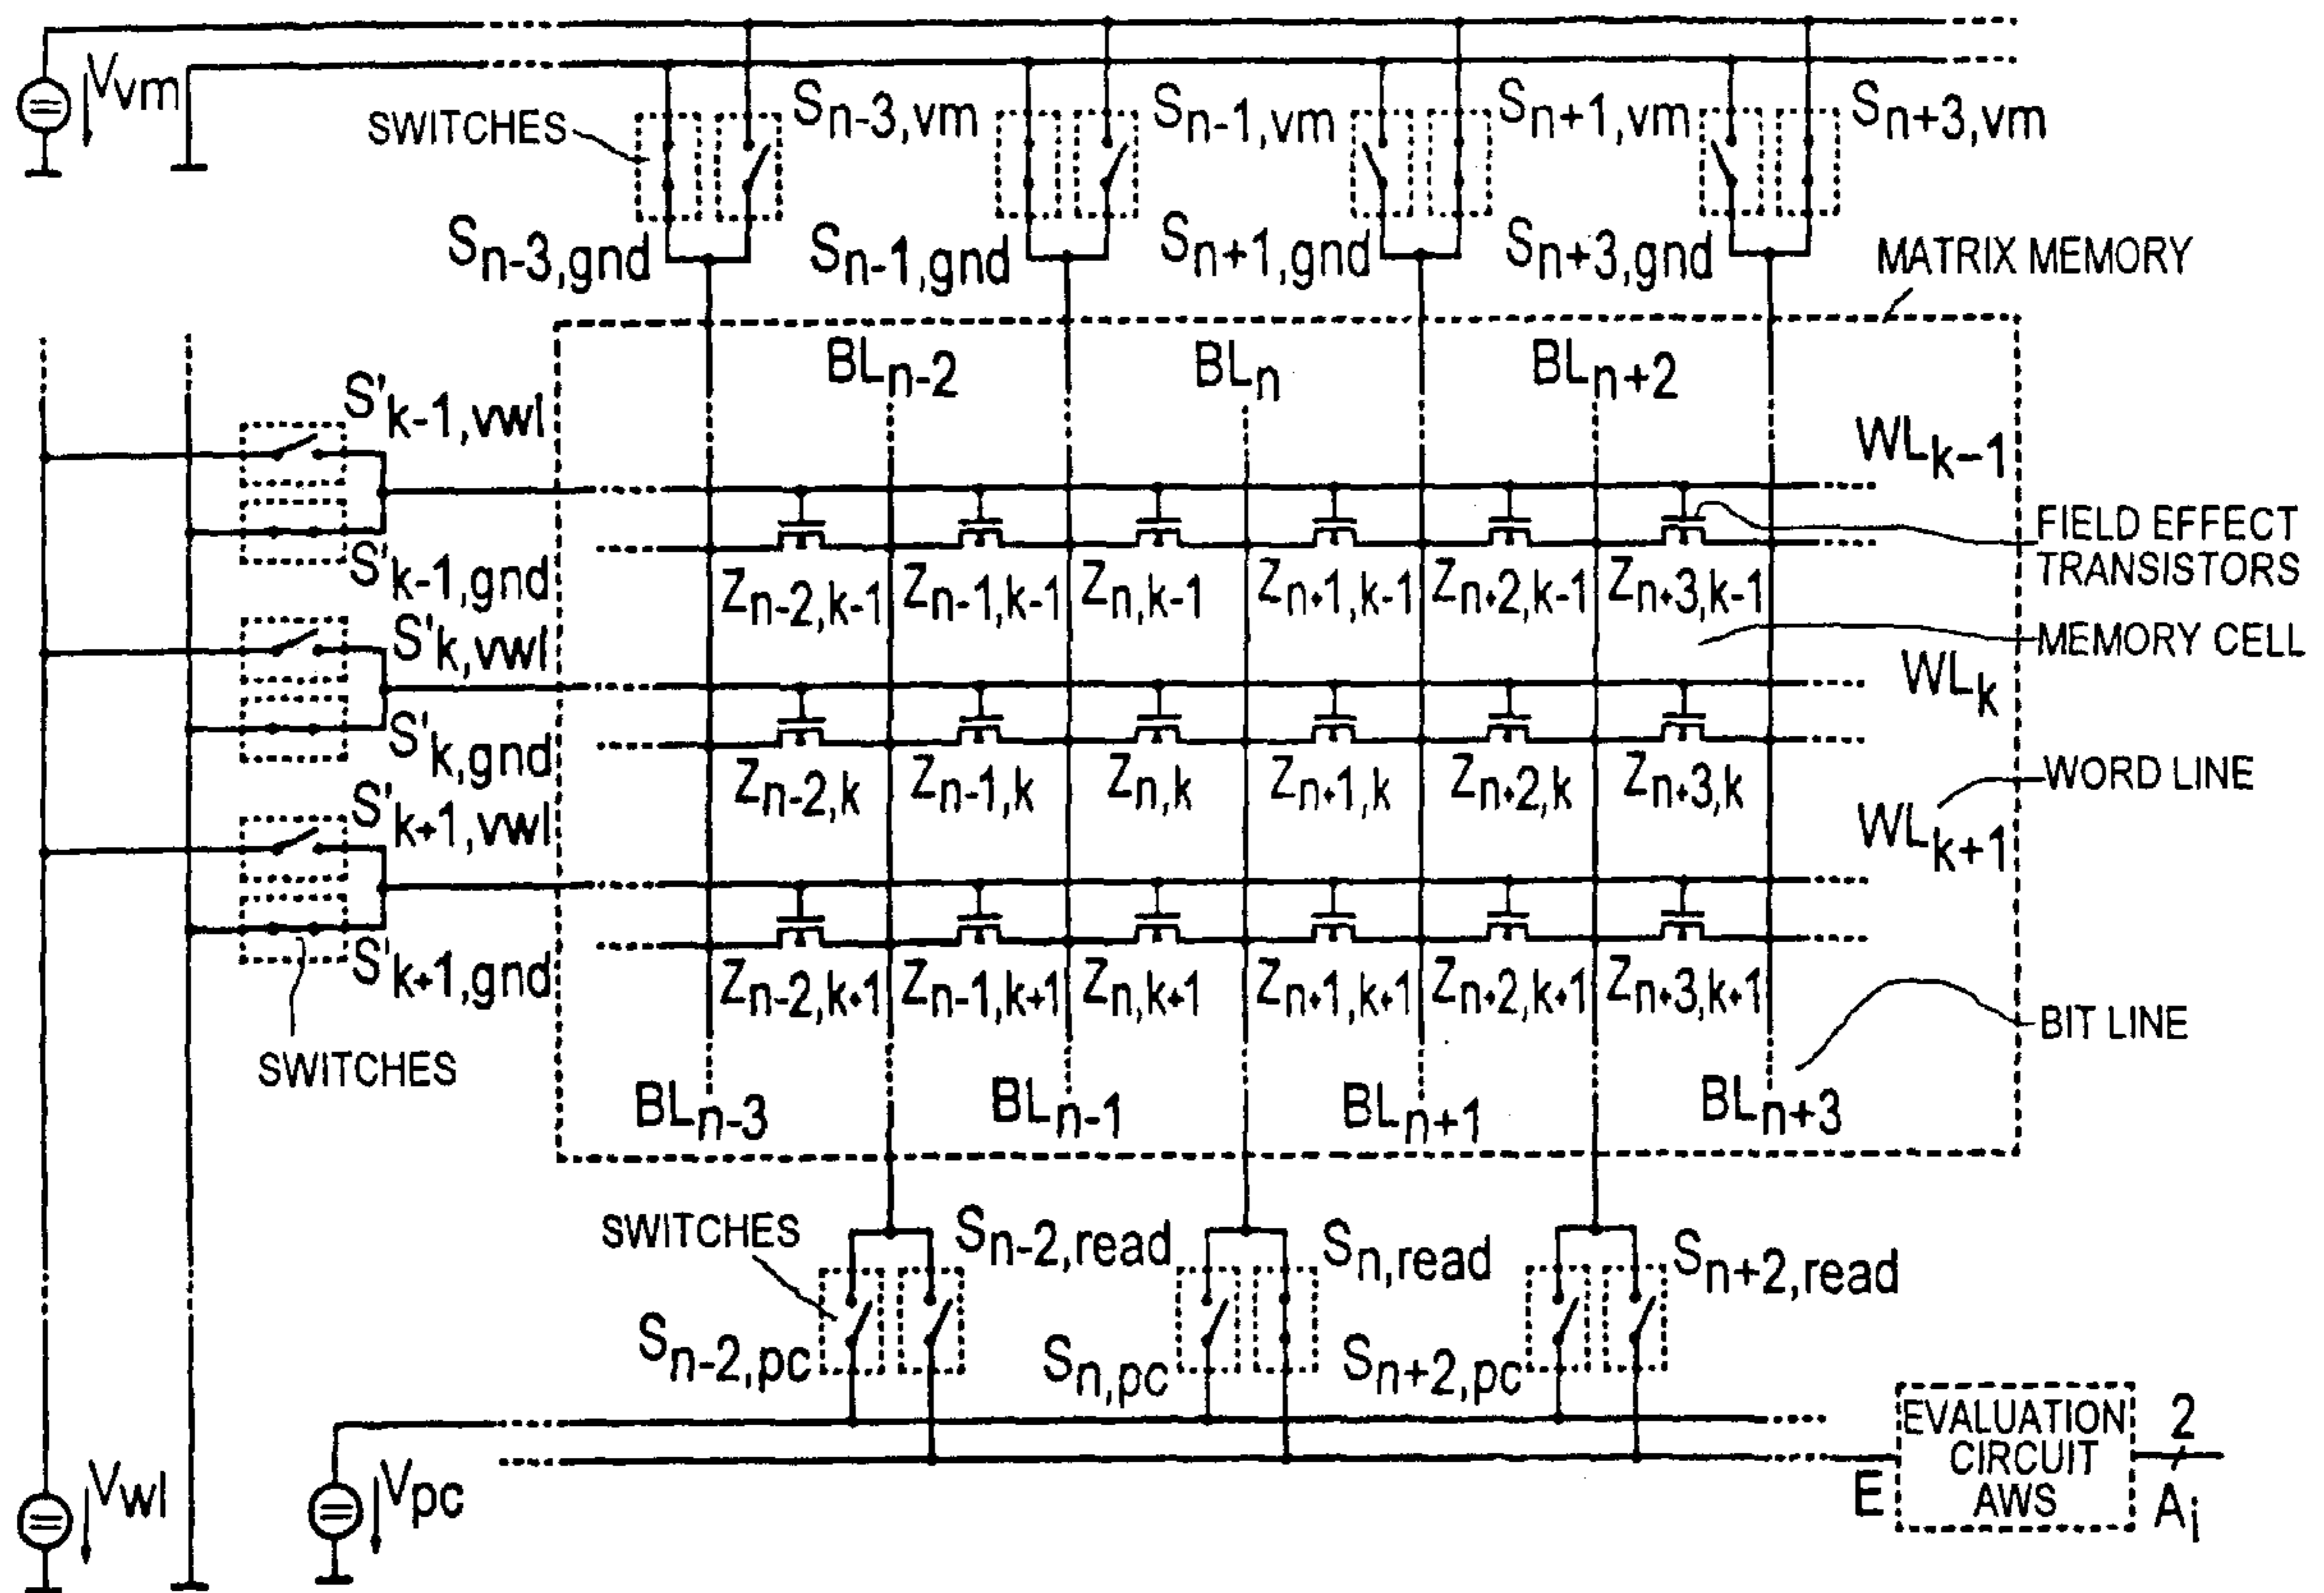 Vvm
SWITCHES
Sn-3,vm
Sn-1,vm
Sn+1,vm
Sn+3,vm
Sn-3,gnd
Sn-1,gnd
Sn+1,gnd
Sn+3,gnd
MATRIX MEMORY
BLn-2
BLn
BLn+2
S'k-1,vwl
WLk-1
S'k-1,gnd
FIELD EFFECT
TRANSISTORS
Zn-2,k-1
Zn-1,k-1
Zn,k-1
Zn+1,k-1
Zn+2,k-1
Zn+3,k-1
MEMORY CELL
S'k,vwl
WLk
S'k,gnd
Zn-2,k
Zn-1,k
Zn,k
Zn+1,k
Zn+2,k
Zn+3,k
WORD LINE
S'k+1,vwl
WLk+1
S'k+1,gnd
Zn-2,k+1
Zn-1,k+1
Zn,k+1
Zn+1,k+1
Zn+2,k+1
Zn+3,k+1
BIT LINE
SWITCHES
BLn-3
BLn-1
BLn+1
BLn+3
SWITCHES
Sn-2,read
Sn,read
Sn+2,read
Sn-2,pc
Sn,pc
Sn+2,pc
Vwl
Vpc
E
EVALUATION
CIRCUIT
AWS
2
Ai